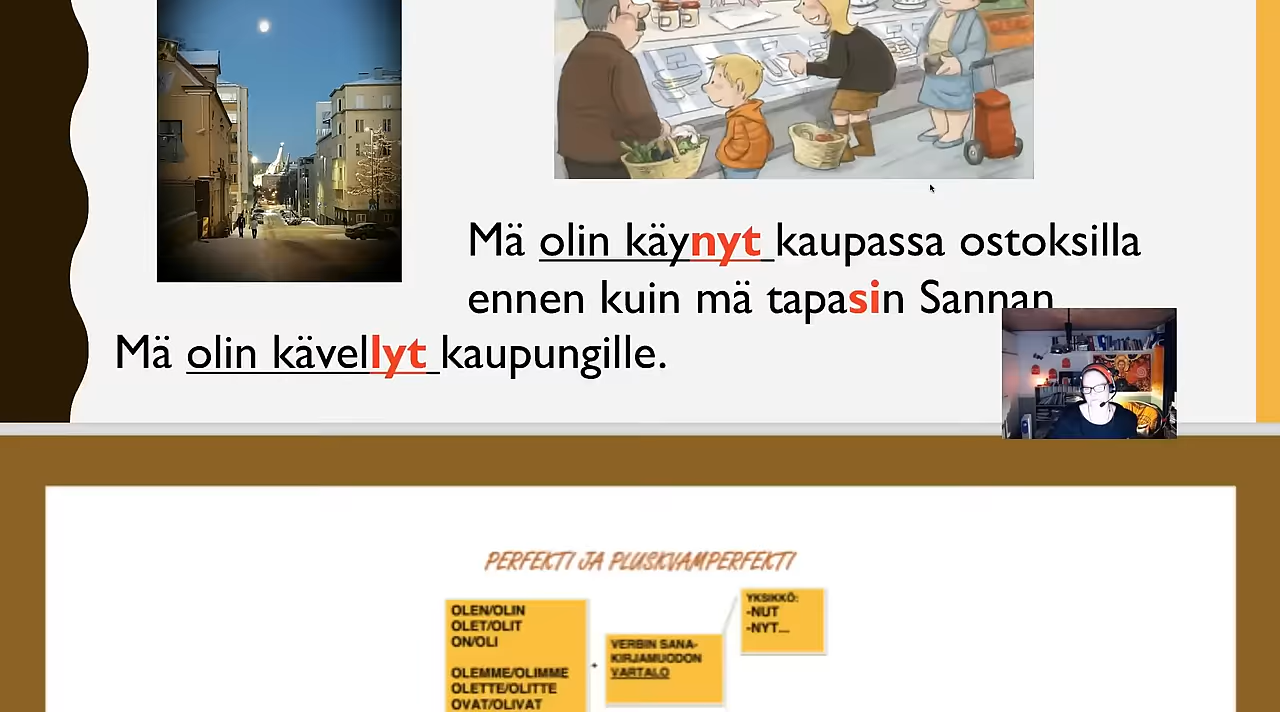 Mä olin käynyt kaupassa ostoksilla
ennen kuin mä tapasin Sannan
Mä olin kävellyt kaupungille.
PERFEKTI JA PLUSKVAMPERFEKTI
OLEN/OLIN
OLET/OLIT
ON/OLI
OLEMME/OLIMME
OLETTE/OLITTE
OVAT/OLIVAT
+
VERBIN SANA-
KIRJAMUODON
VARTALO
YKSIKKÖ:
-NUT
-NYT...